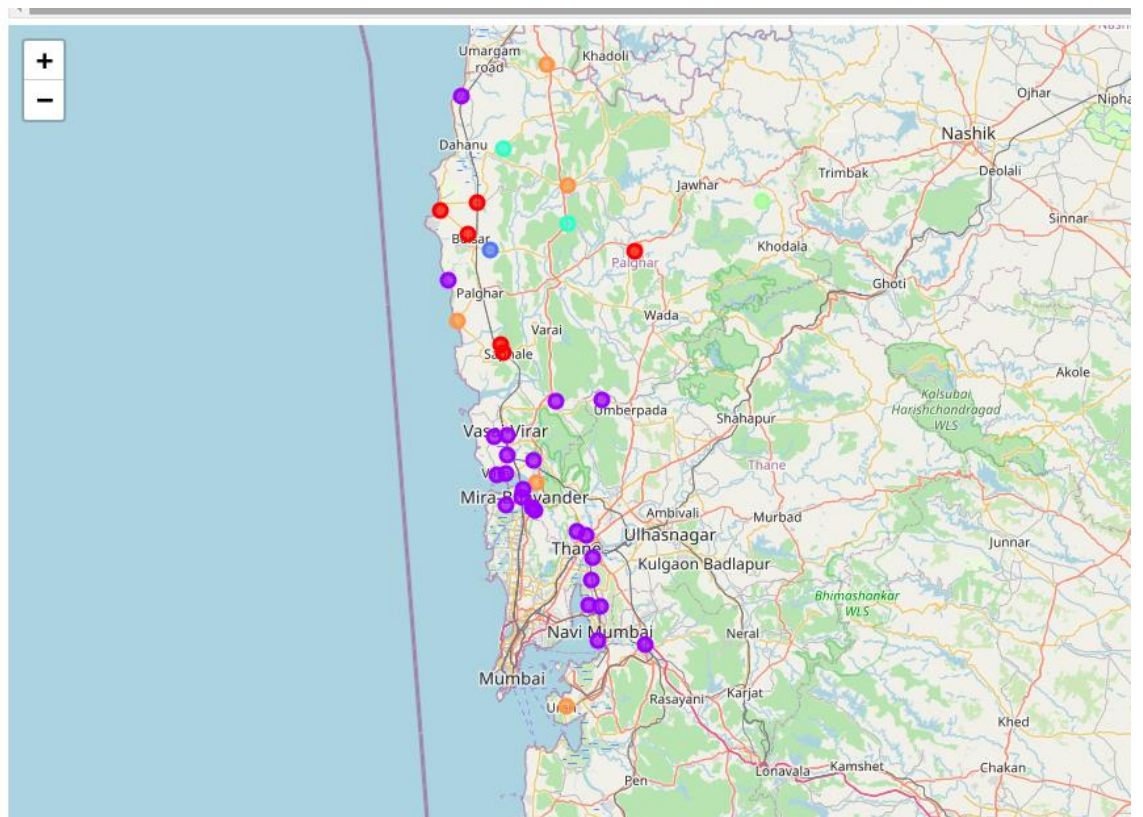 +
−
Umargam
road
Khadoli
Ojhar
Nashik
Dahanu
Deolali
Trimbak
Jawhar
Sinnar
Khodala
Palghar
Ghoti
Palghar
Wada
Varai
Akole
Kalsubai
Harishchandragad
WLS
Umberpada
Shahapur
Thane
Mira-
Ambivali
Murbad
Ulhasnagar
Junnar
Thane
Kulgaon Badlapur
Bhimashankar
WLS
Navi Mumbai
Neral
Mumbai
Rasayani
Karjat
Khed
Lonavala
Kamshet
Chakan
Pen